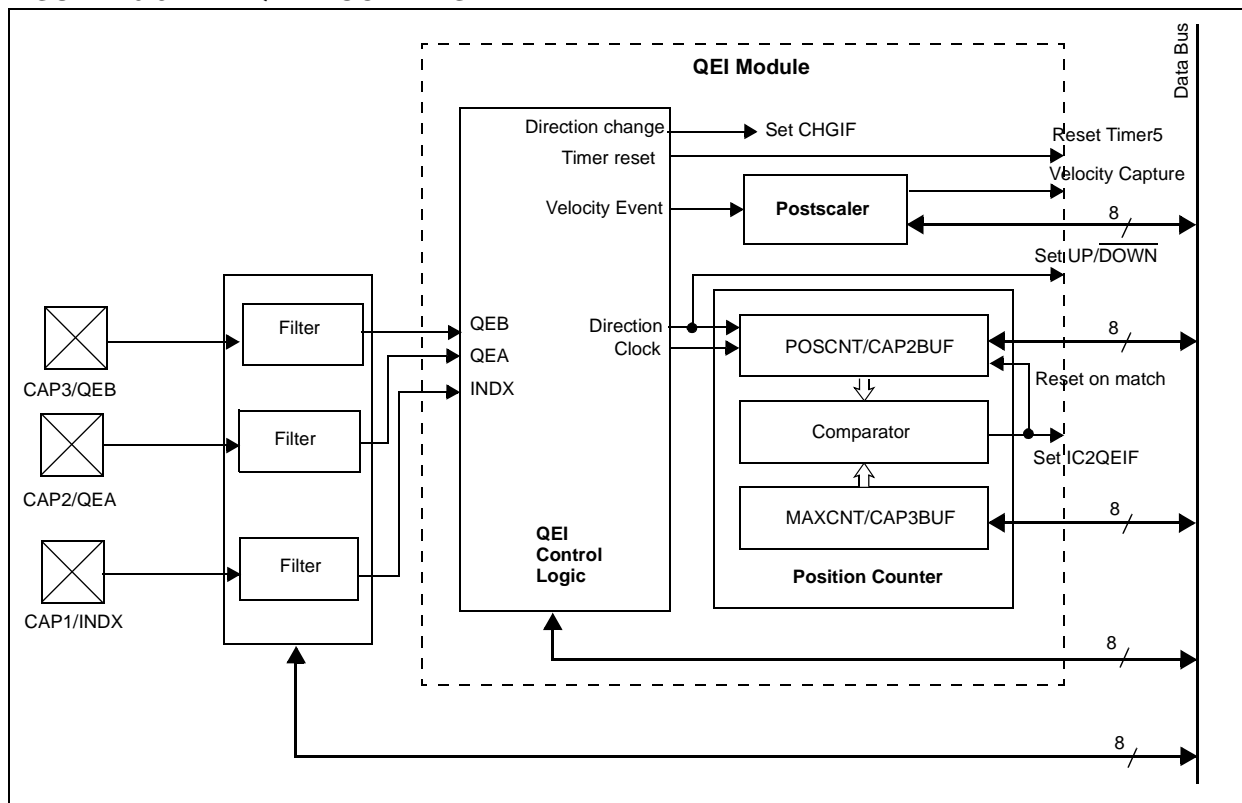 Data Bus
QEI Module
Direction change
Set CHGIF
Reset Timer5
Timer reset
Velocity Capture
Velocity Event
Postscaler
8
Set UP/DOWN
Filter
QEB
Direction
8
Clock
POSCNT/CAP2BUF
QEA
CAP3/QEB
INDX
Reset on match
Filter
Comparator
Set IC2QEIF
CAP2/QEA
8
MAXCNT/CAP3BUF
QEI
Control
Logic
Filter
Position Counter
CAP1/INDX
8
8